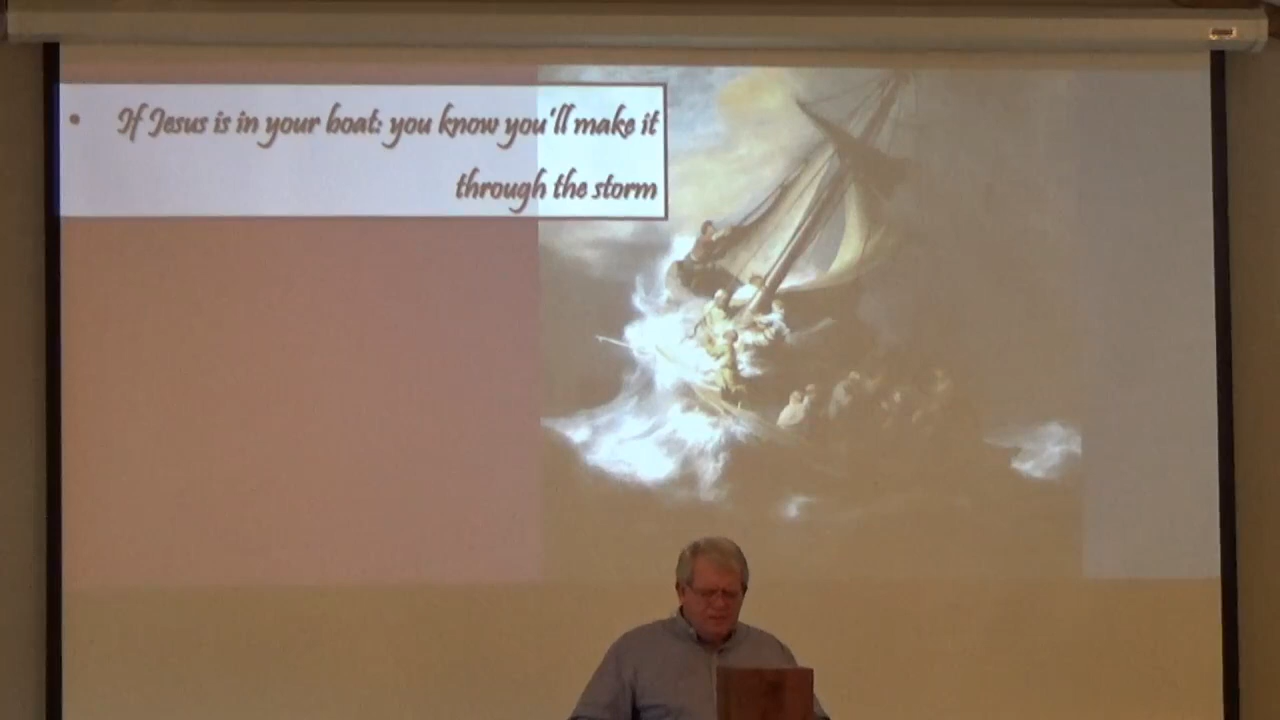 • If Jesus is in your boat: you know you'll make it
through the storm